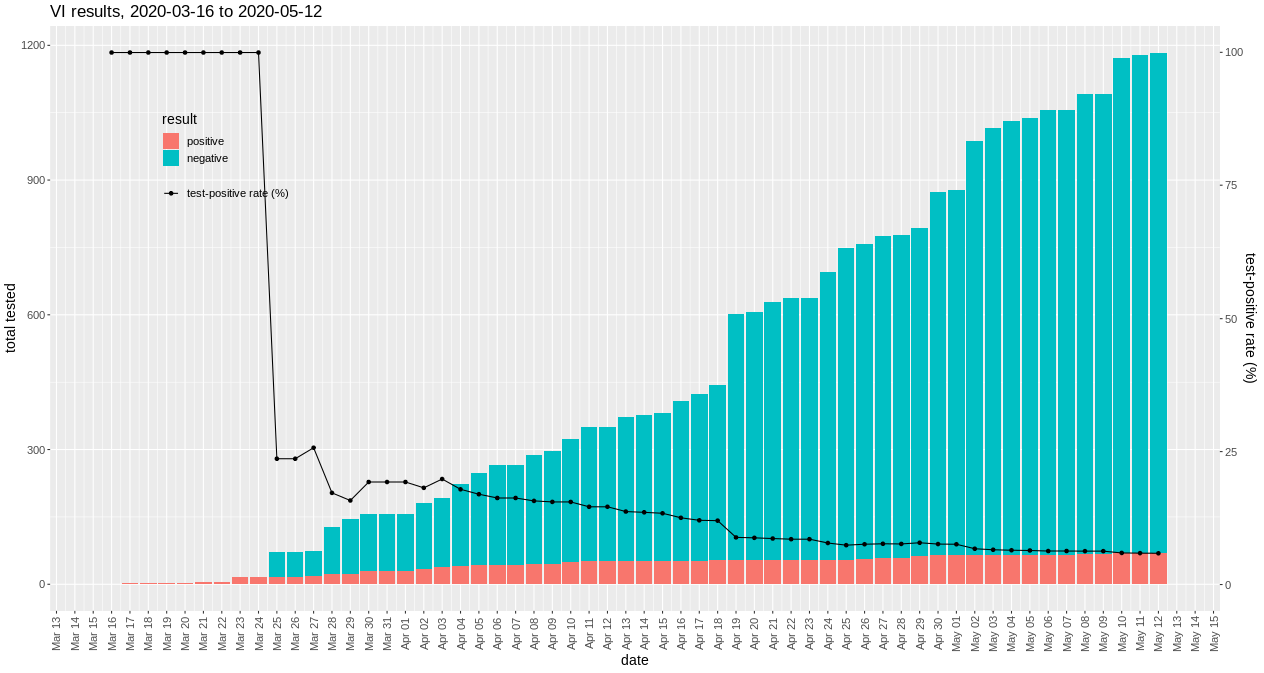 VI results, 2020-03-16 to 2020-05-12
1200
900
600
300
0
total tested
result
positive
negative
test-positive rate (%)
100
75
50
25
0
test-positive rate (%)
Mar 13
Mar 14
Mar 15
Mar 16
Mar 17
Mar 18
Mar 19
Mar 20
Mar 21
Mar 22
Mar 23
Mar 24
Mar 25
Mar 26
Mar 27
Mar 28
Mar 29
Mar 30
Mar 31
Apr 01
Apr 02
Apr 03
Apr 04
Apr 05
Apr 06
Apr 07
Apr 08
Apr 09
Apr 10
Apr 11
Apr 12
Apr 13
Apr 14
Apr 15
Apr 16
Apr 17
Apr 18
Apr 19
Apr 20
Apr 21
Apr 22
Apr 23
Apr 24
Apr 25
Apr 26
Apr 27
Apr 28
Apr 29
Apr 30
May 01
May 02
May 03
May 04
May 05
May 06
May 07
May 08
May 09
May 10
May 11
May 12
May 13
May 14
May 15
date